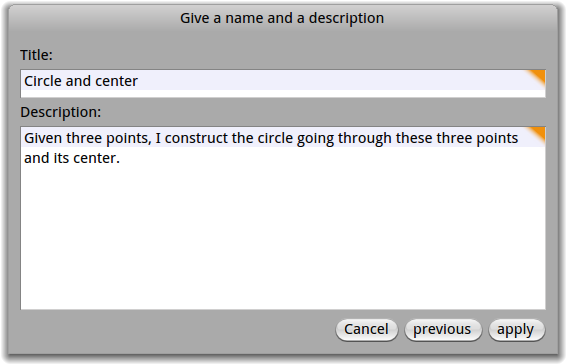 Give a name and a description
Title:
Circle and center
Description:
Given three points, I construct the circle going through these three points
and its center.
Cancel previous apply